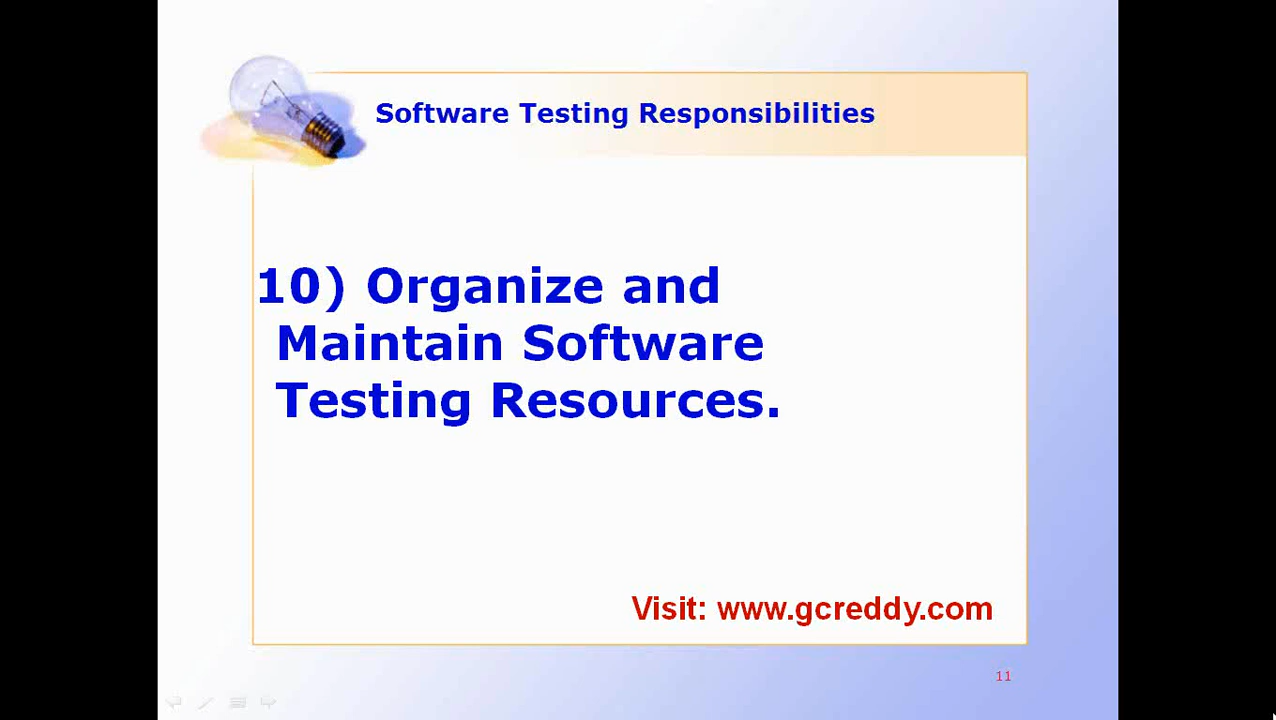 Software Testing Responsibilities
10) Organize and
Maintain Software
Testing Resources.
Visit: www.gcreddy.com
11